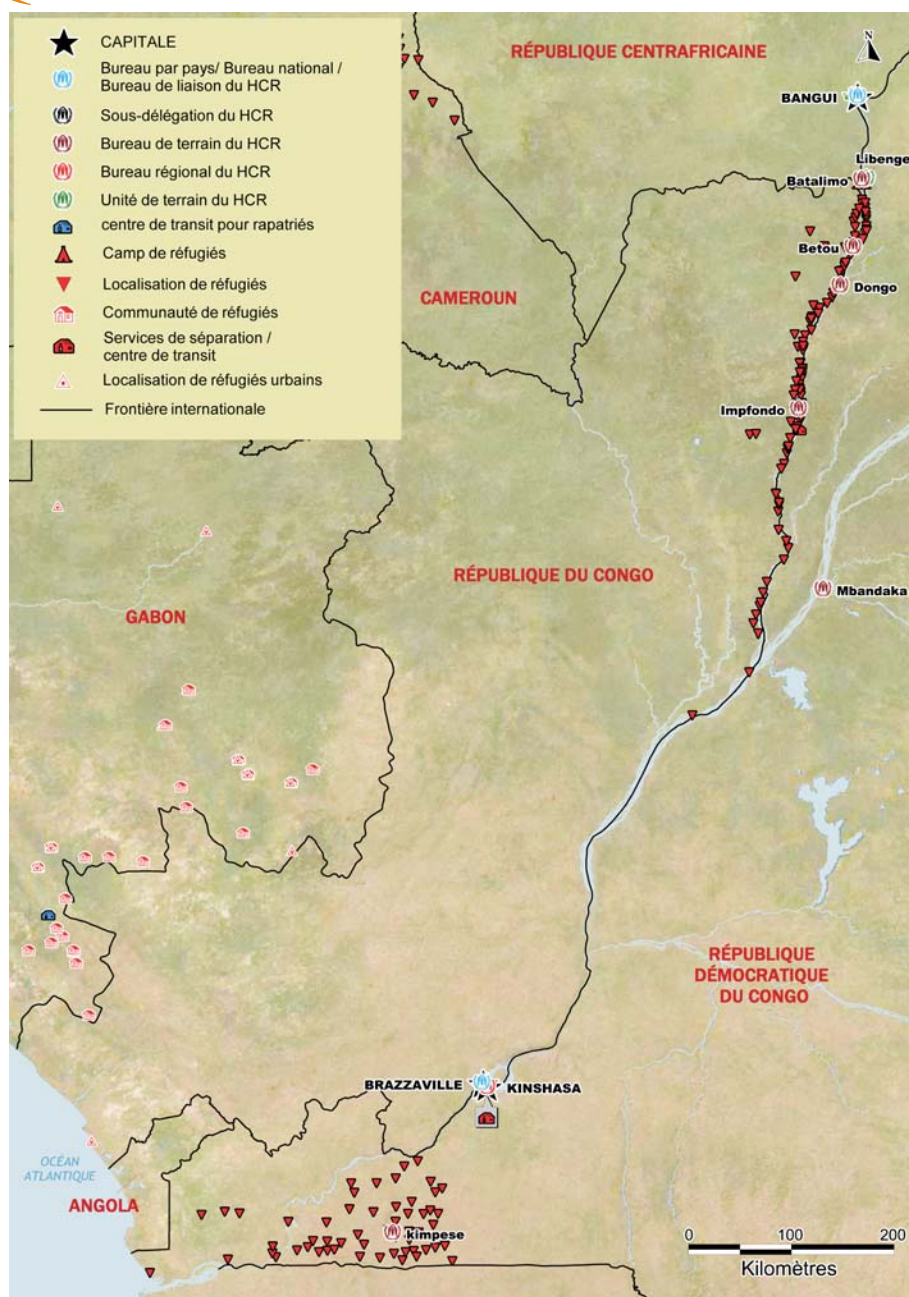 CAPITALE
Bureau par pays/ Bureau national /
Bureau de liaison du HCR
Sous-délégation du HCR
Bureau de terrain du HCR
Bureau régional du HCR
Unité de terrain du HCR
centre de transit pour rapatriés
Camp de réfugiés
Localisation de réfugiés
Communauté de réfugiés
Services de séparation /
centre de transit
Localisation de réfugiés urbains
Frontière internationale
RÉPUBLIQUE CENTRAFRICAINE
N
BANGUI
Libenge
Batalimo
Betou
Dongo
CAMEROUN
Impfondo
RÉPUBLIQUE DU CONGO
Mbandaka
GABON
RÉPUBLIQUE
DÉMOCRATIQUE
DU CONGO
BRAZZAVILLE
KINSHASA
OCÉAN
ATLANTIQUE
ANGOLA
kimpese
0 100 200
Kilomètres